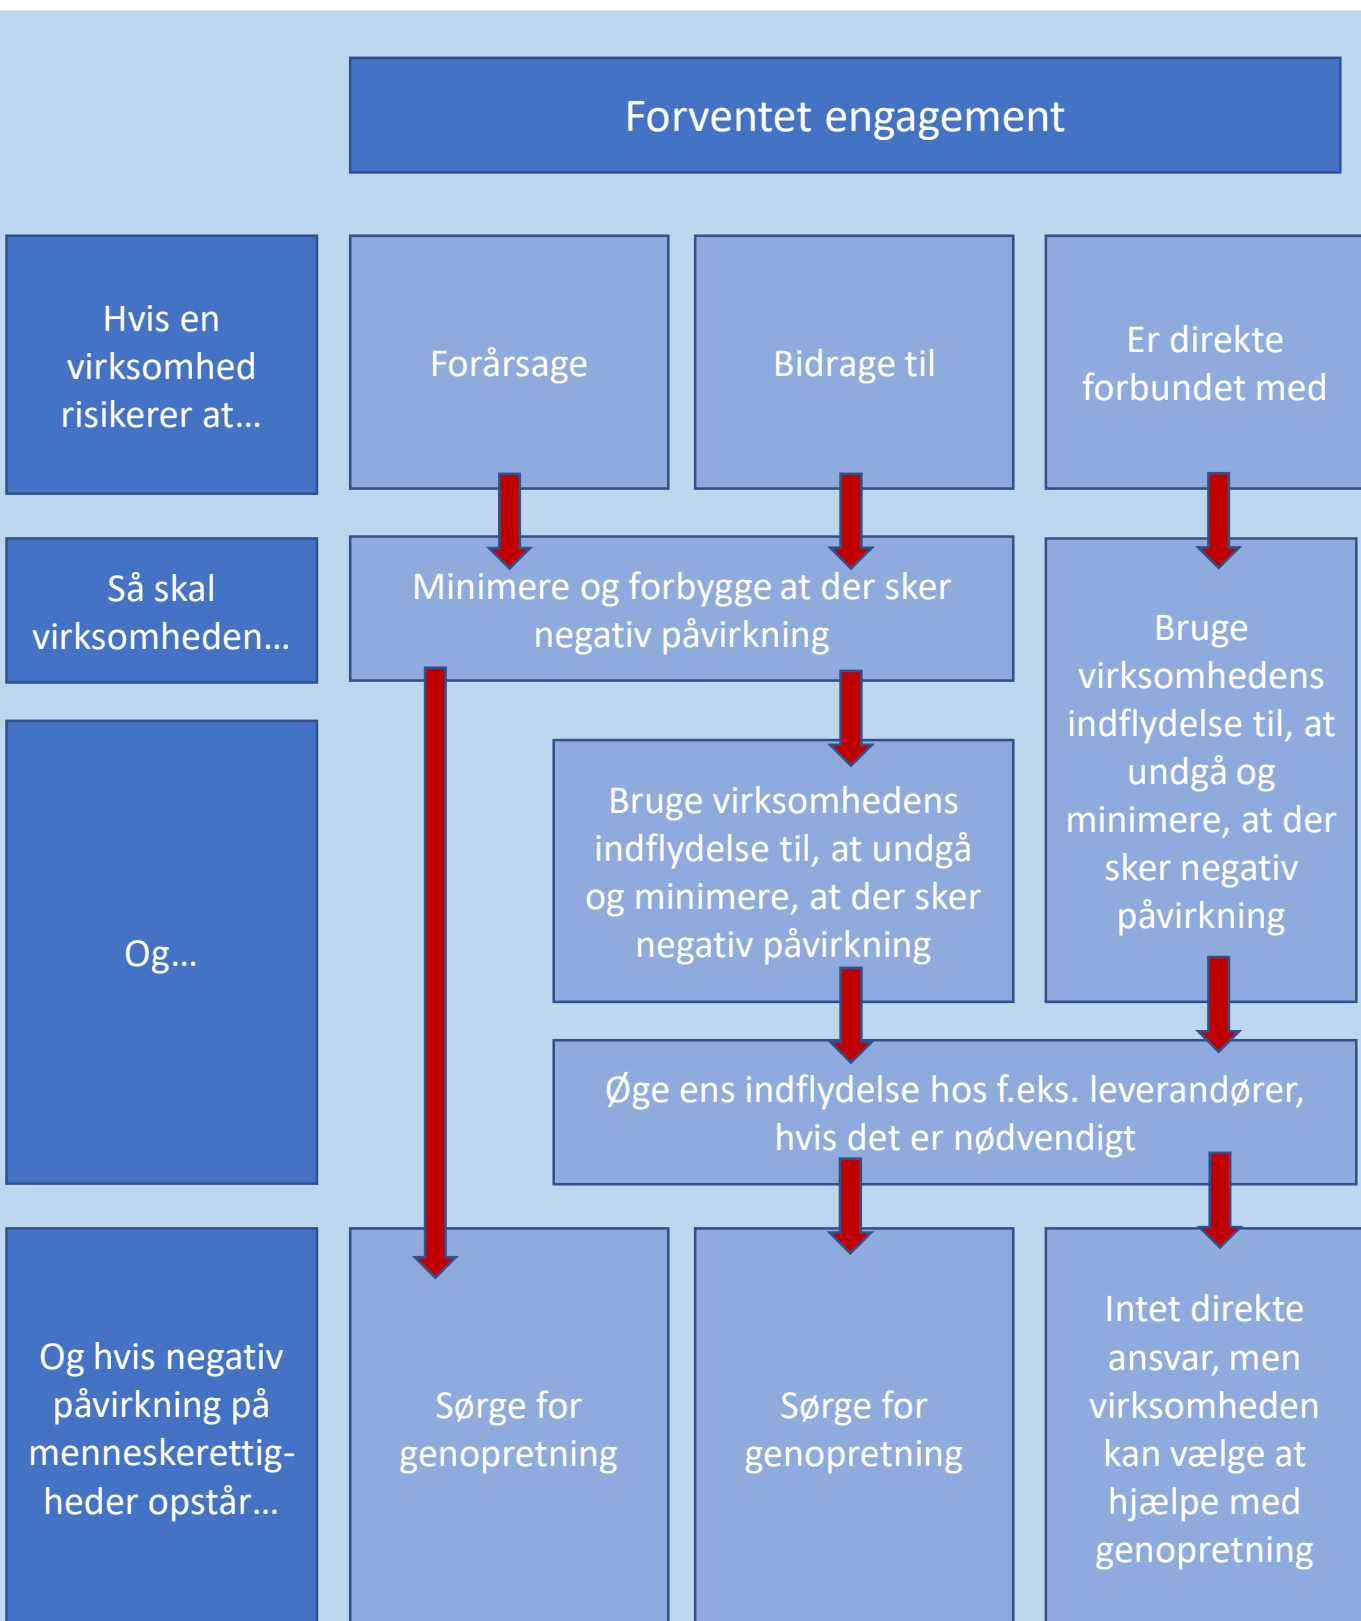 Forventet engagement
Hvis en
virksomhed
risikerer at...
Forårsage
Bidrage til
Er direkte
forbundet med
Så skal
virksomheden...
Minimere og forbygge at der sker
negativ påvirkning
Bruge
virksomhedens
indflydelse til, at
undgå og
minimere, at der
sker negativ
påvirkning
Og...
Bruge virksomhedens
indflydelse til, at undgå
og minimere, at der sker
negativ påvirkning
Øge ens indflydelse hos f.eks. leverandører,
hvis det er nødvendigt
Og hvis negativ
påvirkning på
menneskerettig-
heder opstår...
Sørge for
genopretning
Sørge for
genopretning
Intet direkte
ansvar, men
virksomheden
kan vælge at
hjælpe med
genopretning